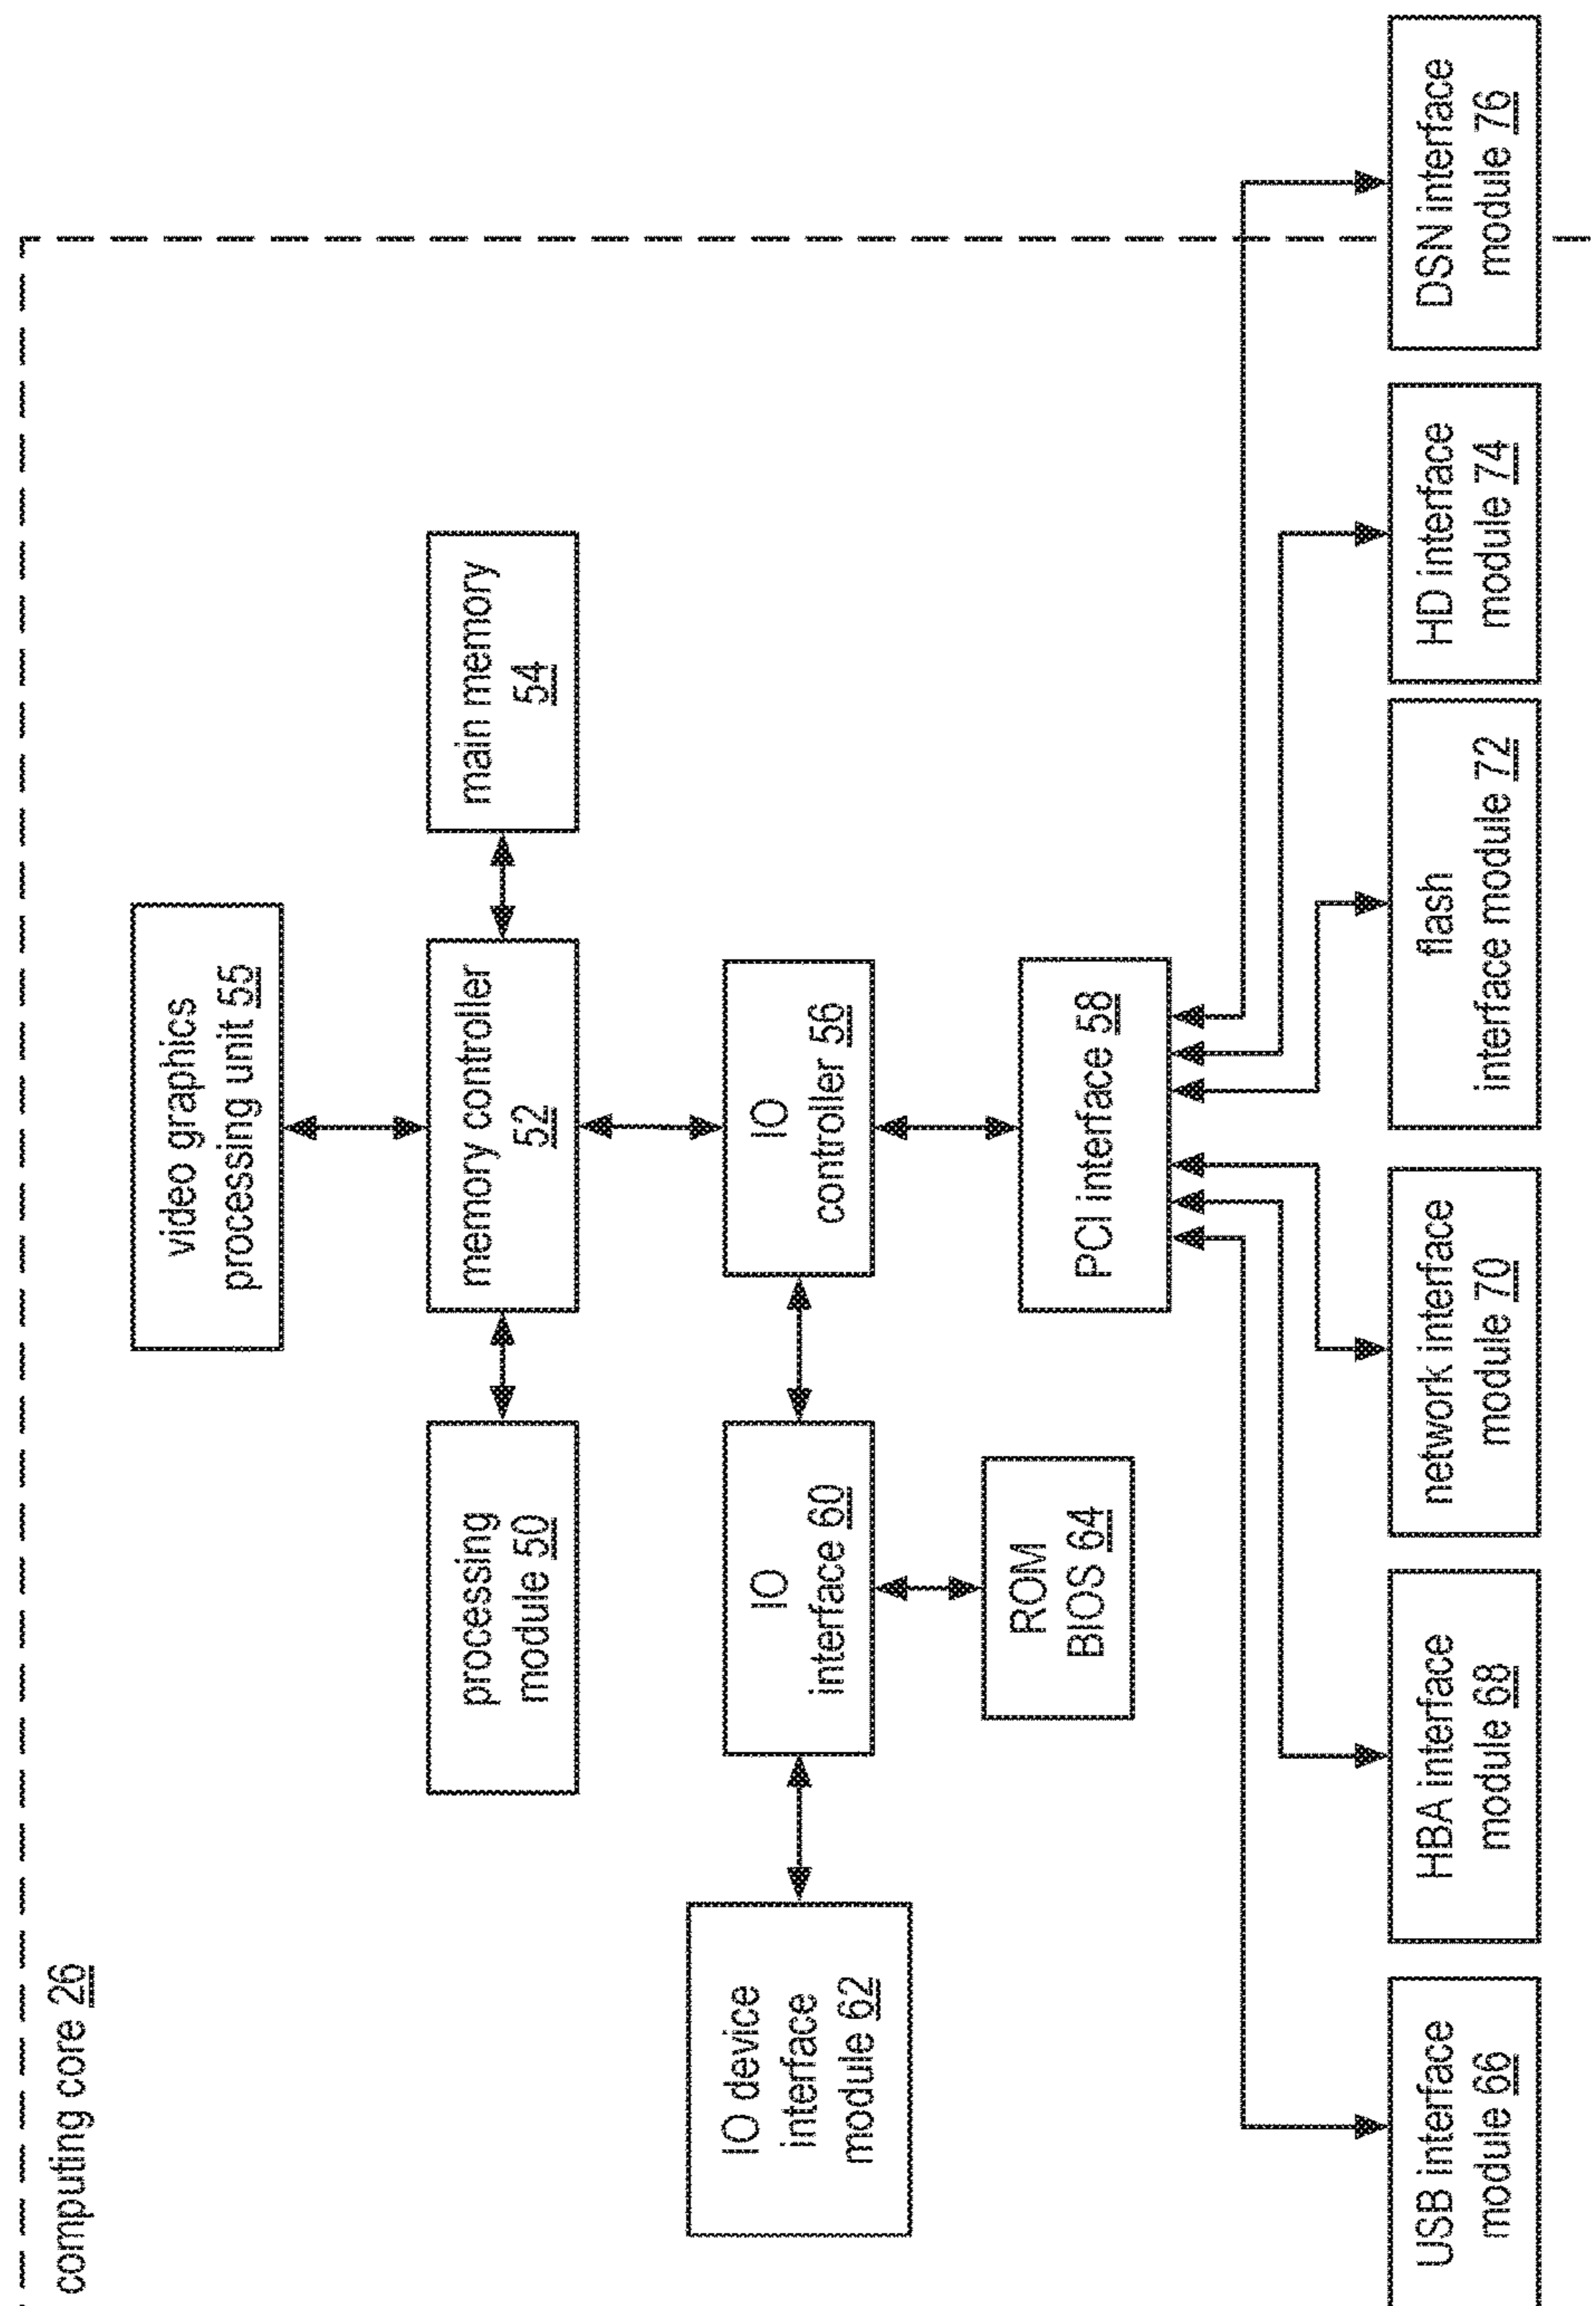 computing core 26
video graphics
processing unit 55
processing
module 50
memory controller
52
main memory
54
IO device
interface
module 62
IO
interface 60
IO
controller 56
ROM
BIOS 64
PCI interface 58
USB interface
module 66
HBA interface
module 68
network interface
module 70
flash
interface module 72
HD interface
module 74
DSN interface
module 76